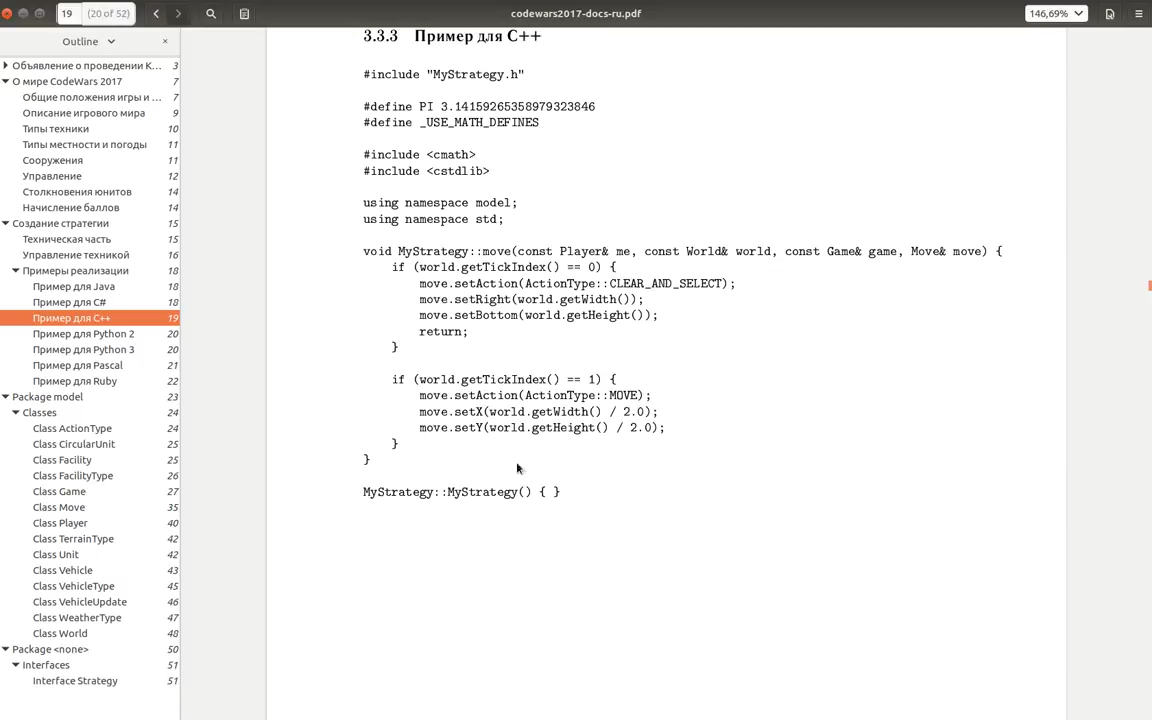 19
(20 of 52)
codewars2017-docs-ru.pdf
146,69%
Outline
Объявление о проведении К... 3
О мире CodeWars 2017 7
Общие положения игры и ... 7
Описание игрового мира 9
Типы техники 10
Типы местности и погоды 11
Сооружения 11
Управление 12
Столкновения юнитов 14
Начисление баллов 14
Создание стратегии 15
Техническая часть 15
Управление техникой 16
Примеры реализации 18
Пример для Java 18
Пример для C# 18
Пример для C++ 19
Пример для Python 2 20
Пример для Python 3 20
Пример для Pascal 21
Пример для Ruby 22
Package model 23
Classes 24
Class ActionType 24
Class CircularUnit 25
Class Facility 25
Class FacilityType 26
Class Game 27
Class Move 35
Class Player 40
Class TerrainType 42
Class Unit 42
Class Vehicle 43
Class VehicleType 45
Class VehicleUpdate 46
Class WeatherType 47
Class World 48
Package <none> 50
Interfaces 51
Interface Strategy 51
3.3.3 Пример для C++
#include "MyStrategy.h"
#define PI 3.14159265358979323846
#define _USE_MATH_DEFINES
#include <cmath>
#include <cstdlib>
using namespace model;
using namespace std;
void MyStrategy::move(const Player& me, const World& world, const Game& game, Move& move) {
if (world.getTickIndex() == 0) {
move.setAction(ActionType::CLEAR_AND_SELECT);
move.setRight(world.getWidth());
move.setBottom(world.getHeight());
return;
}
if (world.getTickIndex() == 1) {
move.setAction(ActionType::MOVE);
move.setX(world.getWidth() / 2.0);
move.setY(world.getHeight() / 2.0);
}
}
MyStrategy::MyStrategy() { }